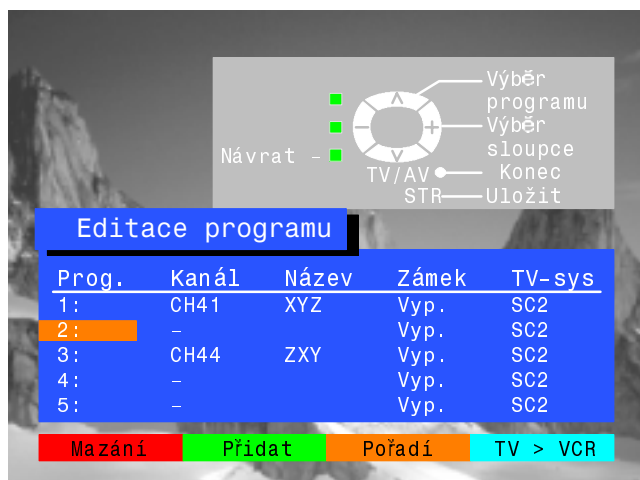 Výběr
programu
Výběr
sloupce
Návrat –
TV/AV Konec
STR Uložit
Editace programu
Prog. Kanál Název Zámek TV-sys
1: CH41 XYZ Vyp. SC2
2: – Vyp. SC2
3: CH44 ZXY Vyp. SC2
4: – Vyp. SC2
5: – Vyp. SC2
Mazání Přidat Pořadí TV > VCR